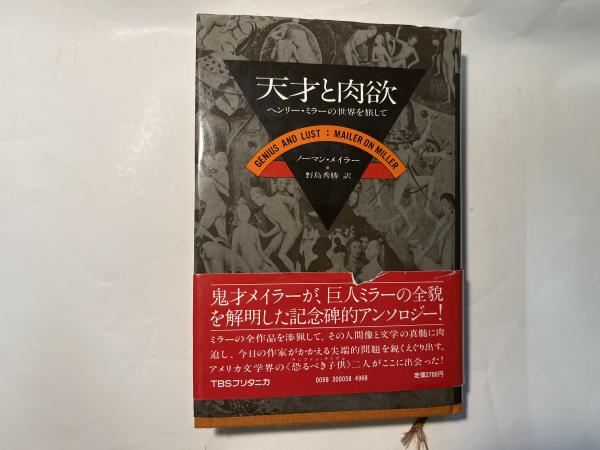 天才と肉欲
ヘンリー・ミラーの世界を旅して
GENIUS AND LUST : MAILER ON MILLER
ノーマン・メイラー
野島秀勝 訳
鬼才メイラーが、巨人ミラーの全貌
を解明した記念碑的アンソロジー!
ミラーの全作品を渉猟して、その人間像と文学の真髄に肉
迫し、今日の作家がかかえる尖端的問題を鋭くえぐり出す。
アメリカ文学界の《恐るべき子供》二人がここに出会った!
TBSブリタニカ
0098 300058 4968
定価2700円